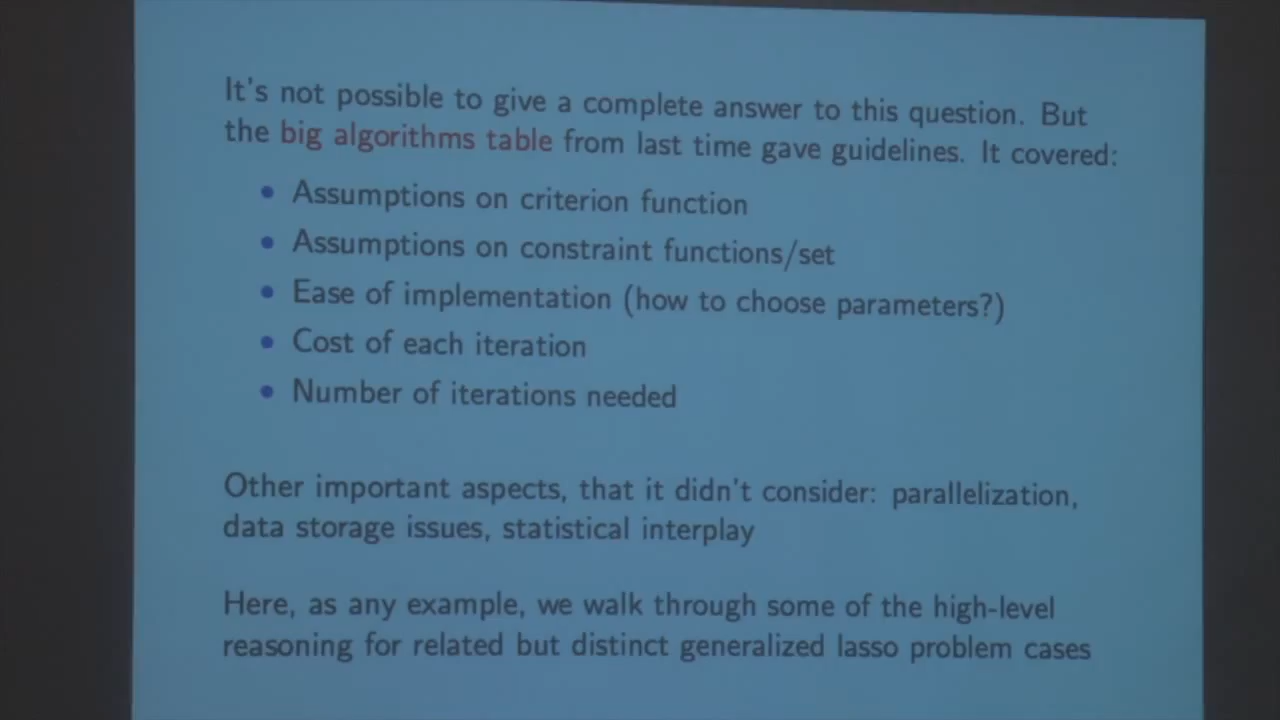 It's not possible to give a complete answer to this question. But
the big algorithms table from last time gave guidelines. It covered:
• Assumptions on criterion function
• Assumptions on constraint functions/set
• Ease of implementation (how to choose parameters?)
• Cost of each iteration
• Number of iterations needed
Other important aspects, that it didn't consider: parallelization,
data storage issues, statistical interplay
Here, as any example, we walk through some of the high-level
reasoning for related but distinct generalized lasso problem cases